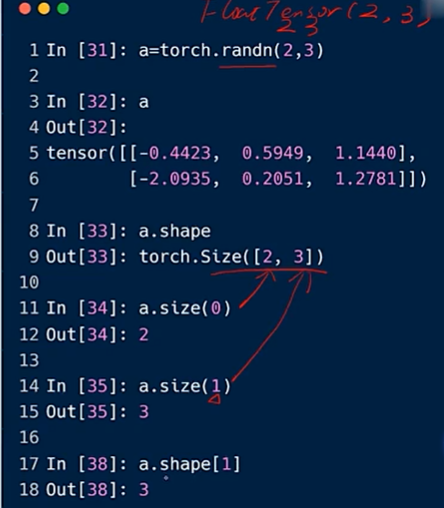 FloatTensor(2,3)
2 3
1 In [31]: a=torch.randn(2,3)
2
3 In [32]: a
4 Out[32]:
5 tensor([[-0.4423,  0.5949,  1.1440],
6         [-2.0935,  0.2051,  1.2781]])
7
8 In [33]: a.shape
9 Out[33]: torch.Size([2, 3])
10
11 In [34]: a.size(0)
12 Out[34]: 2
13
14 In [35]: a.size(1)
15 Out[35]: 3
16
17 In [38]: a.shape[1]
18 Out[38]: 3